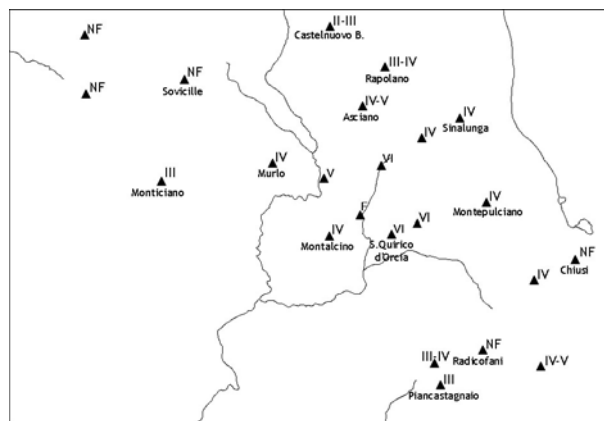 II-III
Castelnuovo B.
NF
III-IV
Rapolano
NF
Sovicille
NF
IV-V
Asciano
IV
Sinalunga
IV
IV
Murlo
VI
III
Monticiano
V
IV
Montepulciano
F
VI
IV
Montalcino
VI
S.Quirico
d'Orcia
NF
Chiusi
IV
NF
Radicofani
III-IV
IV-V
III
Piancastagnaio